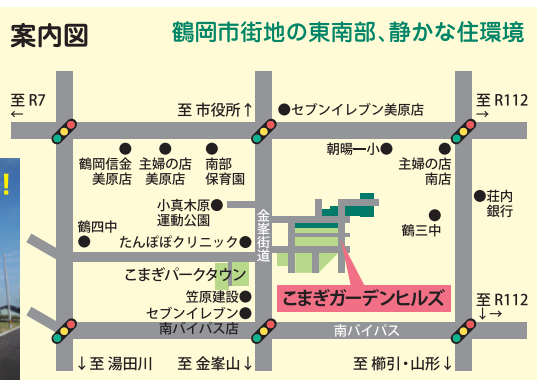 案内図
鶴岡市街地の東南部、静かな住環境
至 R7
←
至 市役所↑
セブンイレブン美原店
至 R112
→
鶴岡信金
美原店
主婦の店
美原店
南部
保育園
朝暘一小
主婦の店
南店
荘内
銀行
小真木原
運動公園
鶴四中
たんぽぽクリニック
金峯街道
鶴三中
こまぎパークタウン
笠原建設
セブンイレブン
南バイパス店
こまぎガーデンヒルズ
至 R112
↓→
南バイパス
↓至 湯田川
至 金峯山↓
至 櫛引・山形↓
!